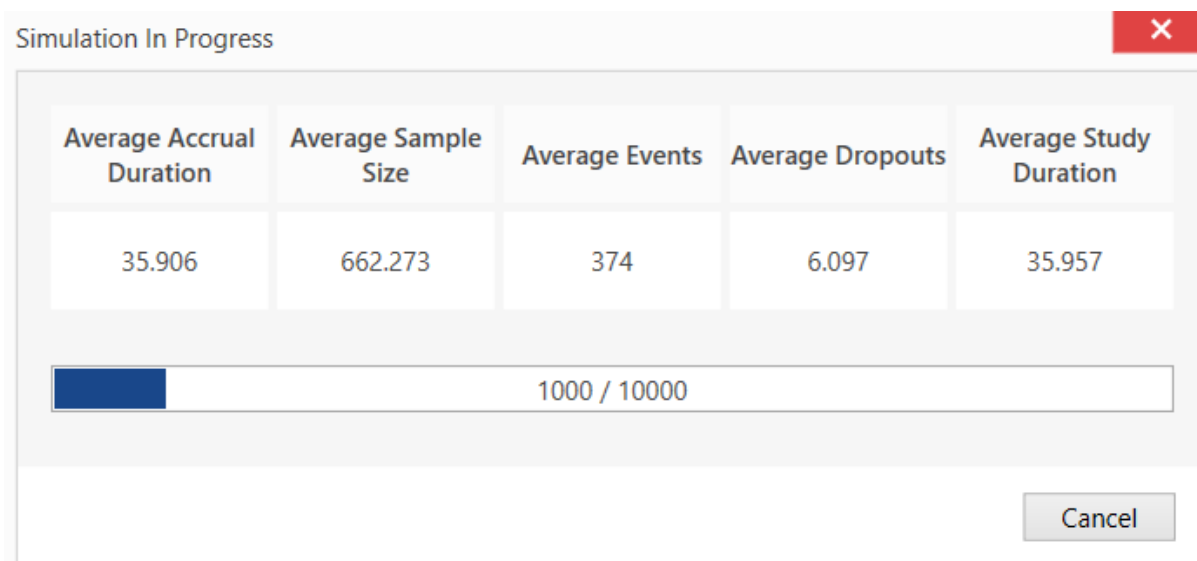 Simulation In Progress
Average Accrual Duration
Average Sample Size
Average Events
Average Dropouts
Average Study Duration
35.906
662.273
374
6.097
35.957
1000 / 10000
Cancel